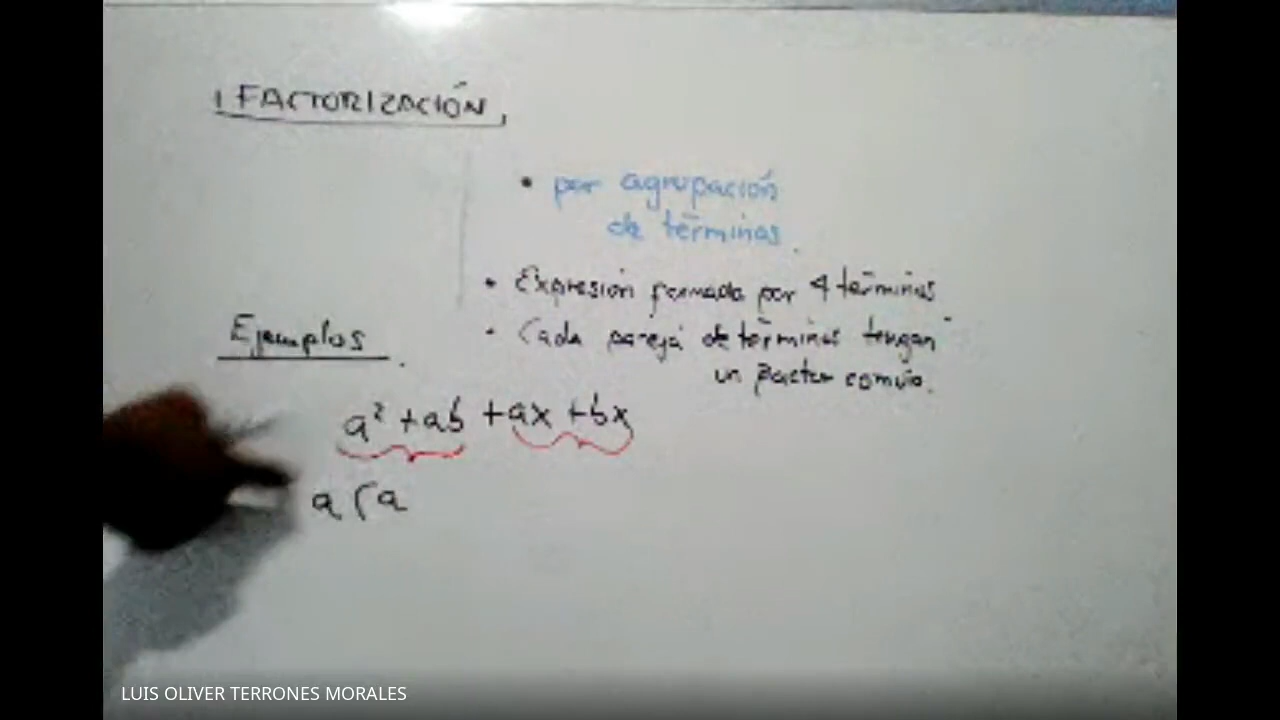 1 FACTORIZACIÓN
• por agrupación
de términos.
• Expresión formada por 4 términos
• Cada pareja de términos tengan
un factor común.
Ejemplos.
a² + ab + ax + bx
a ( a
LUIS OLIVER TERRONES MORALES